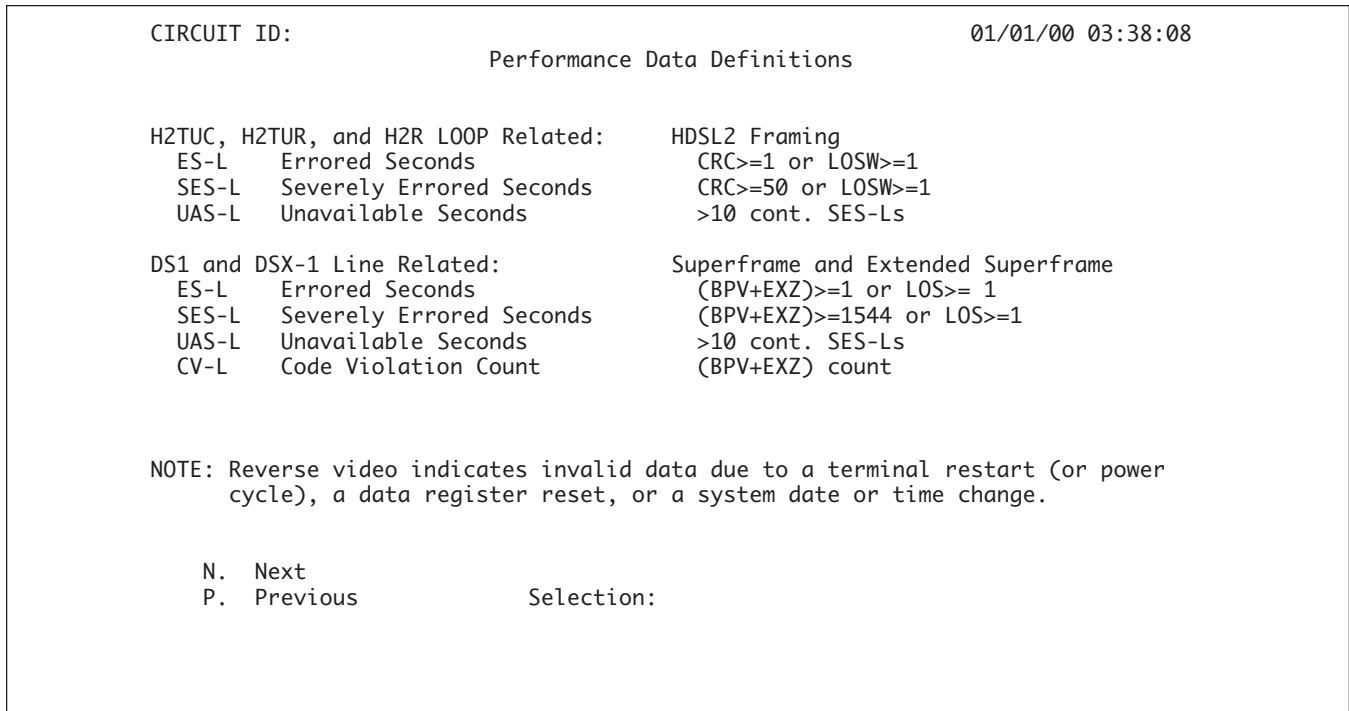 CIRCUIT ID: 01/01/00 03:38:08
Performance Data Definitions
H2TUC, H2TUR, and H2R LOOP Related: HDSL2 Framing
ES-L Errored Seconds CRC>=1 or LOSW>=1
SES-L Severely Errored Seconds CRC>=50 or LOSW>=1
UAS-L Unavailable Seconds >10 cont. SES-Ls
DS1 and DSX-1 Line Related: Superframe and Extended Superframe
ES-L Errored Seconds (BPV+EXZ)>=1 or LOS>= 1
SES-L Severely Errored Seconds (BPV+EXZ)>=1544 or LOS>=1
UAS-L Unavailable Seconds >10 cont. SES-Ls
CV-L Code Violation Count (BPV+EXZ) count
NOTE: Reverse video indicates invalid data due to a terminal restart (or power
cycle), a data register reset, or a system date or time change.
N. Next
P. Previous Selection: